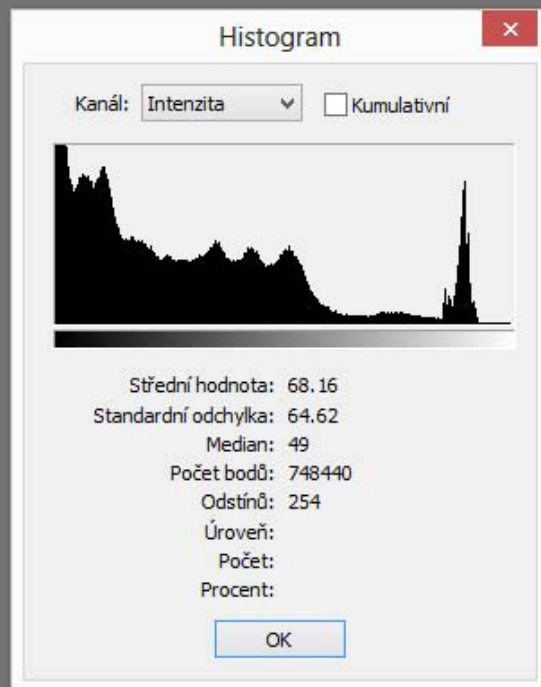 Histogram
Kanál: Intenzita Kumulativní
Střední hodnota: 68.16
Standardní odchylka: 64.62
Median: 49
Počet bodů: 748440
Odstínů: 254
Úroveň:
Počet:
Procent:
OK